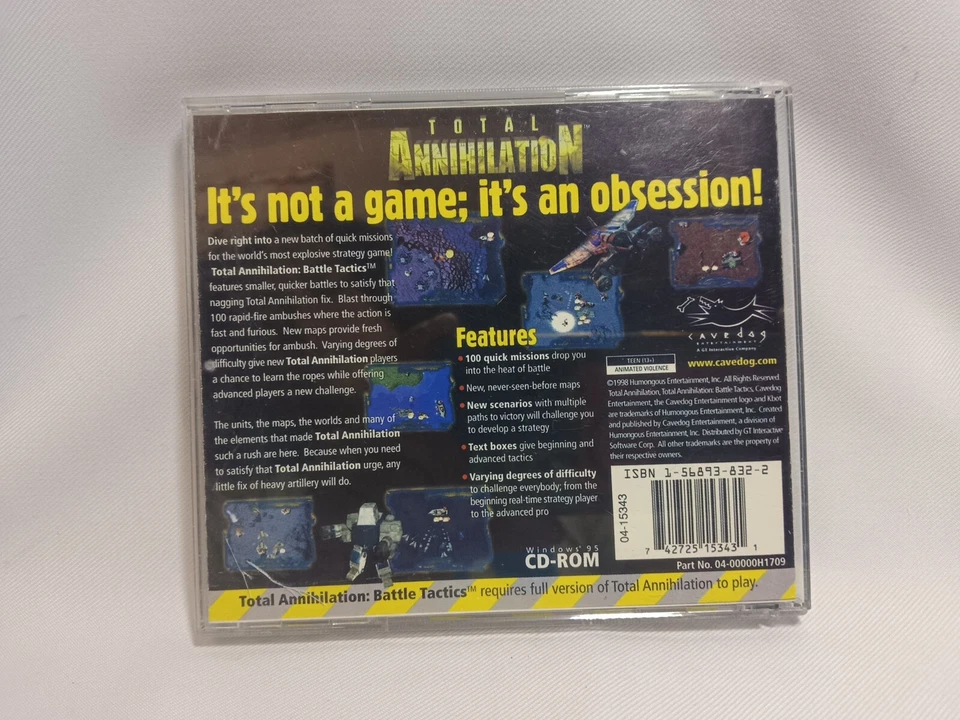 TOTAL
ANNIHILATION™
It's not a game; it's an obsession!
Dive right into a new batch of quick missions
for the world's most explosive strategy game!
Total Annihilation: Battle Tactics™
features smaller, quicker battles to satisfy that
nagging Total Annihilation fix. Blast through
100 rapid-fire ambushes where the action is
fast and furious. New maps provide fresh
opportunities for ambush. Varying degrees of
difficulty give new Total Annihilation players
a chance to learn the ropes while offering
advanced players a new challenge.
The units, the maps, the worlds and many of
the elements that made Total Annihilation
such a rush are here. Because when you need
to satisfy that Total Annihilation urge, any
little fix of heavy artillery will do.
Features
• 100 quick missions drop you
into the heat of battle
• New, never-seen-before maps
• New scenarios with multiple
paths to victory will challenge you
to develop a strategy
• Text boxes give beginning and
advanced tactics
• Varying degrees of difficulty
to challenge everybody; from the
beginning real-time strategy player
to the advanced pro
Windows 95
CD-ROM
CAVEDOG
ENTERTAINMENT
A GT Interactive Company
TEEN (13+)
ANIMATED VIOLENCE
www.cavedog.com
©1998 Humongous Entertainment, Inc. All Rights Reserved.
Total Annihilation, Total Annihilation: Battle Tactics, Cavedog
Entertainment, the Cavedog Entertainment logo and Kbot
are trademarks of Humongous Entertainment, Inc. Created
and published by Cavedog Entertainment, a division of
Humongous Entertainment, Inc. Distributed by GT Interactive
Software Corp. All other trademarks are the property of
their respective owners.
ISBN 1-56893-832-2
04-15343
7 42725 15343 1
Part No. 04-00000H1709
Total Annihilation: Battle Tactics™ requires full version of Total Annihilation to play.